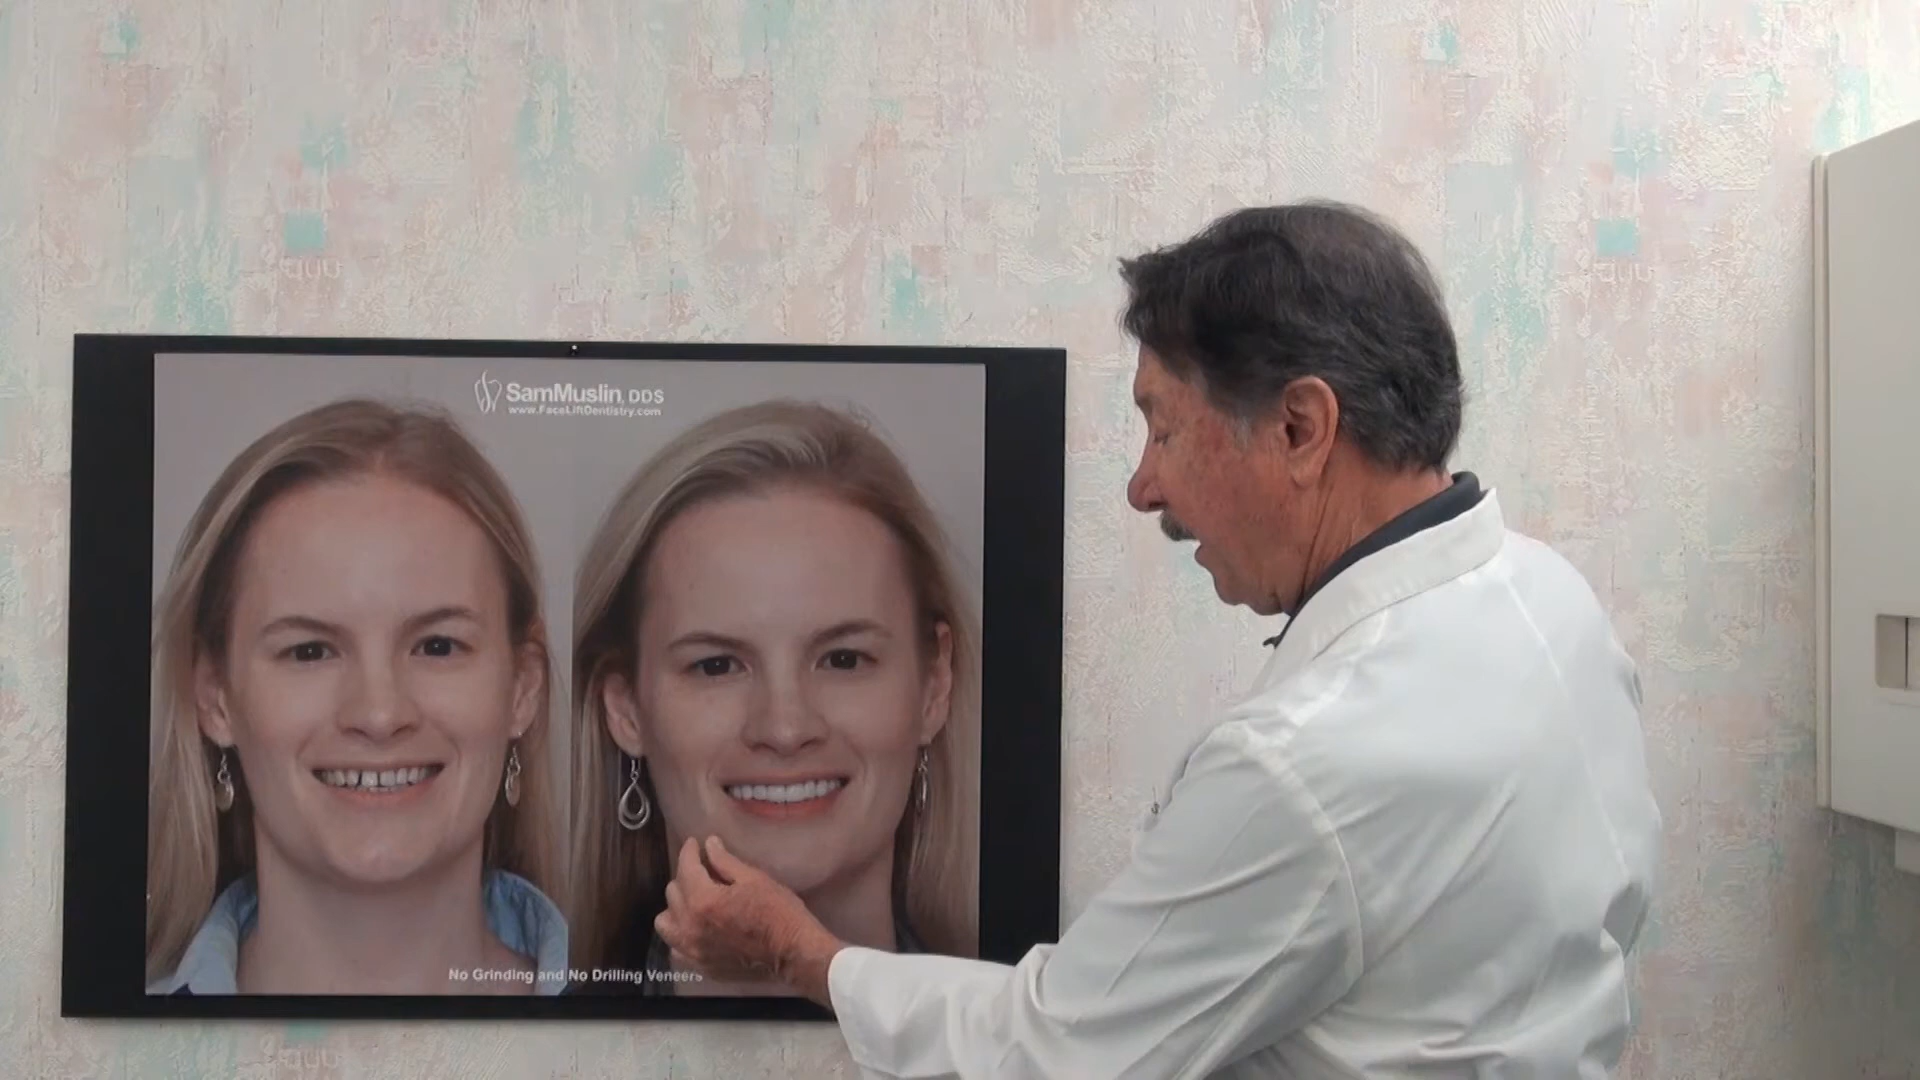 SamMuslin, DDS
www.FaceLiftDentistry.com
No Grinding and No Drilling Veneers